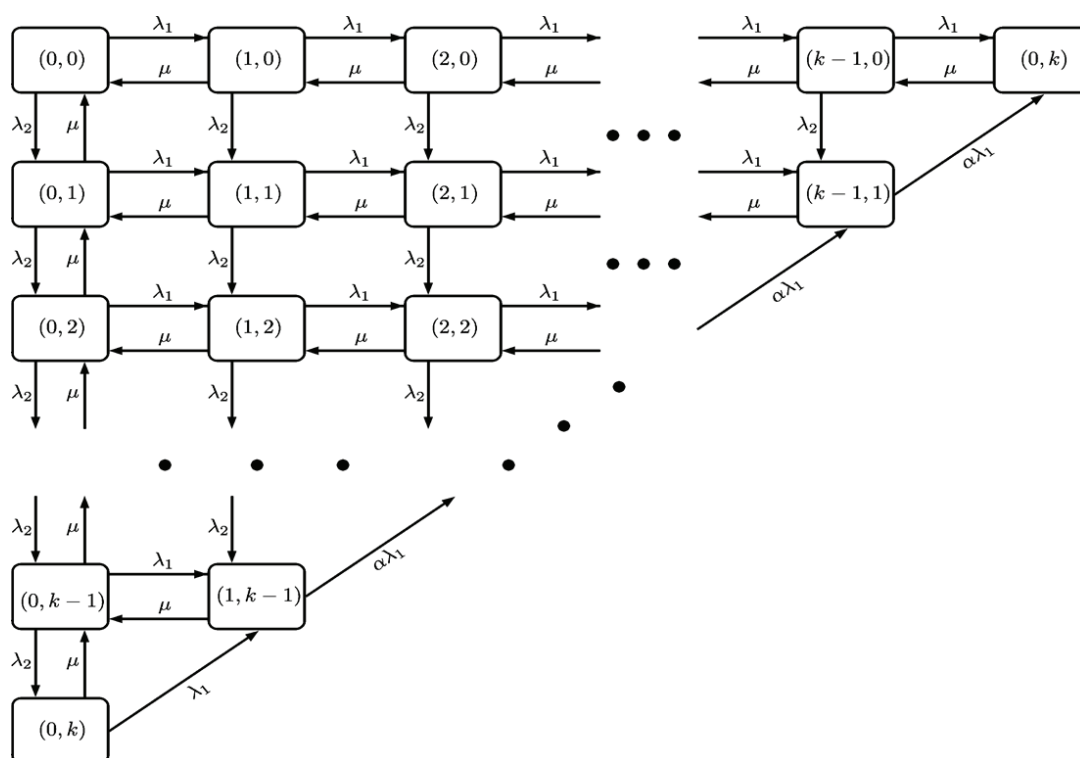 λ₁ λ₁ λ₁ λ₁ λ₁
(0, 0) (1, 0) (2, 0) (k − 1, 0) (0, k)
μ μ μ μ μ
λ₂ μ λ₂ λ₂ λ₂
λ₁ λ₁ λ₁ λ₁ αλ₁
(0, 1) (1, 1) (2, 1) (k − 1, 1)
μ μ μ μ
λ₂ μ λ₂ λ₂
λ₁ λ₁ λ₁ αλ₁
(0, 2) (1, 2) (2, 2)
μ μ μ
λ₂ μ λ₂ λ₂
λ₂ μ λ₂
λ₁ αλ₁
(0, k − 1) (1, k − 1)
μ
λ₂ μ
λ₁
(0, k)